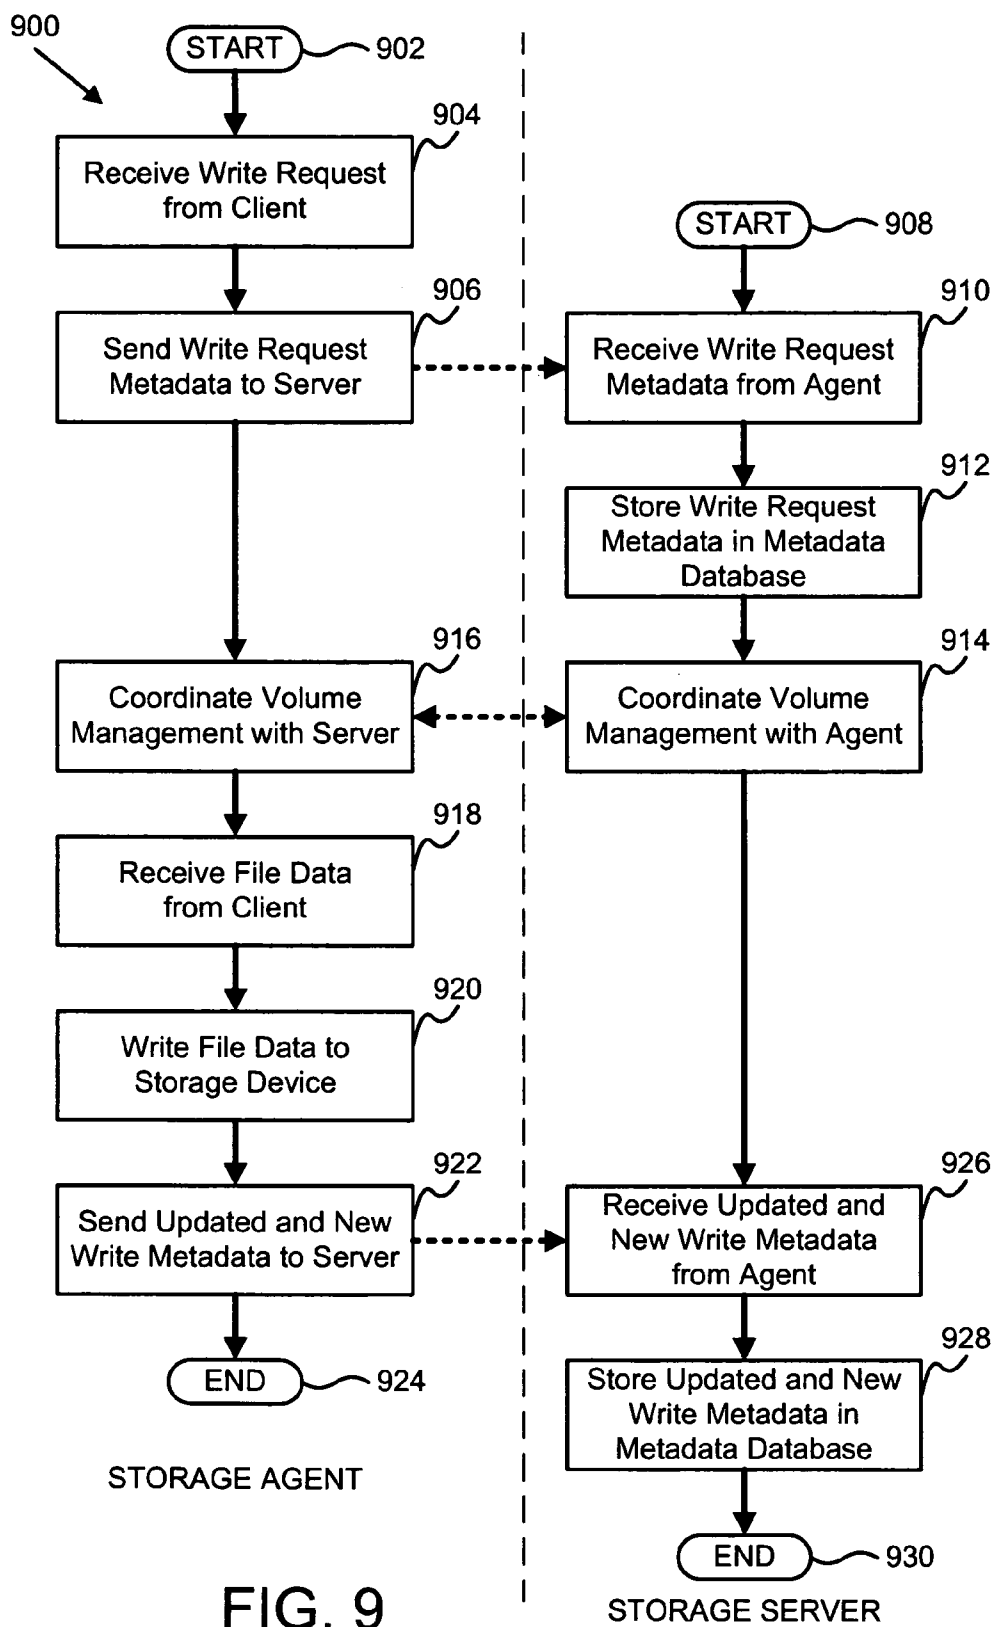 900
START
902
904
Receive Write Request
from Client
START
908
906
Send Write Request
Metadata to Server
910
Receive Write Request
Metadata from Agent
912
Store Write Request
Metadata in Metadata
Database
916
Coordinate Volume
Management with Server
914
Coordinate Volume
Management with Agent
918
Receive File Data
from Client
920
Write File Data to
Storage Device
922
Send Updated and New
Write Metadata to Server
926
Receive Updated and
New Write Metadata
from Agent
END
924
928
Store Updated and New
Write Metadata in
Metadata Database
STORAGE AGENT
END
930
FIG. 9
STORAGE SERVER